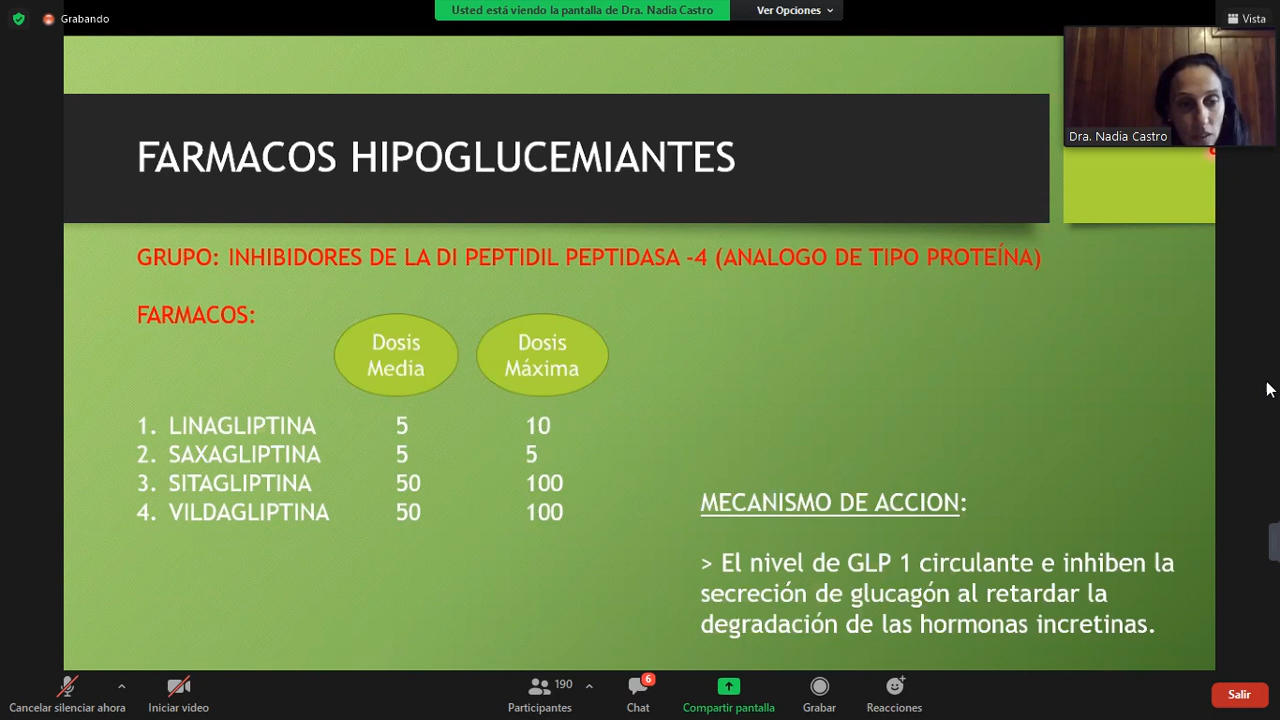 Grabando
Usted está viendo la pantalla de Dra. Nadia Castro
Ver Opciones
Vista
Dra. Nadia Castro
FARMACOS HIPOGLUCEMIANTES
GRUPO: INHIBIDORES DE LA DI PEPTIDIL PEPTIDASA -4 (ANALOGO DE TIPO PROTEÍNA)
FARMACOS:
Dosis
Media
Dosis
Máxima
1. LINAGLIPTINA 5 10
2. SAXAGLIPTINA 5 5
3. SITAGLIPTINA 50 100
4. VILDAGLIPTINA 50 100
MECANISMO DE ACCION:
> El nivel de GLP 1 circulante e inhiben la
secreción de glucagón al retardar la
degradación de las hormonas incretinas.
Cancelar silenciar ahora
Iniciar video
190
Participantes
6
Chat
Compartir pantalla
Grabar
Reacciones
Salir